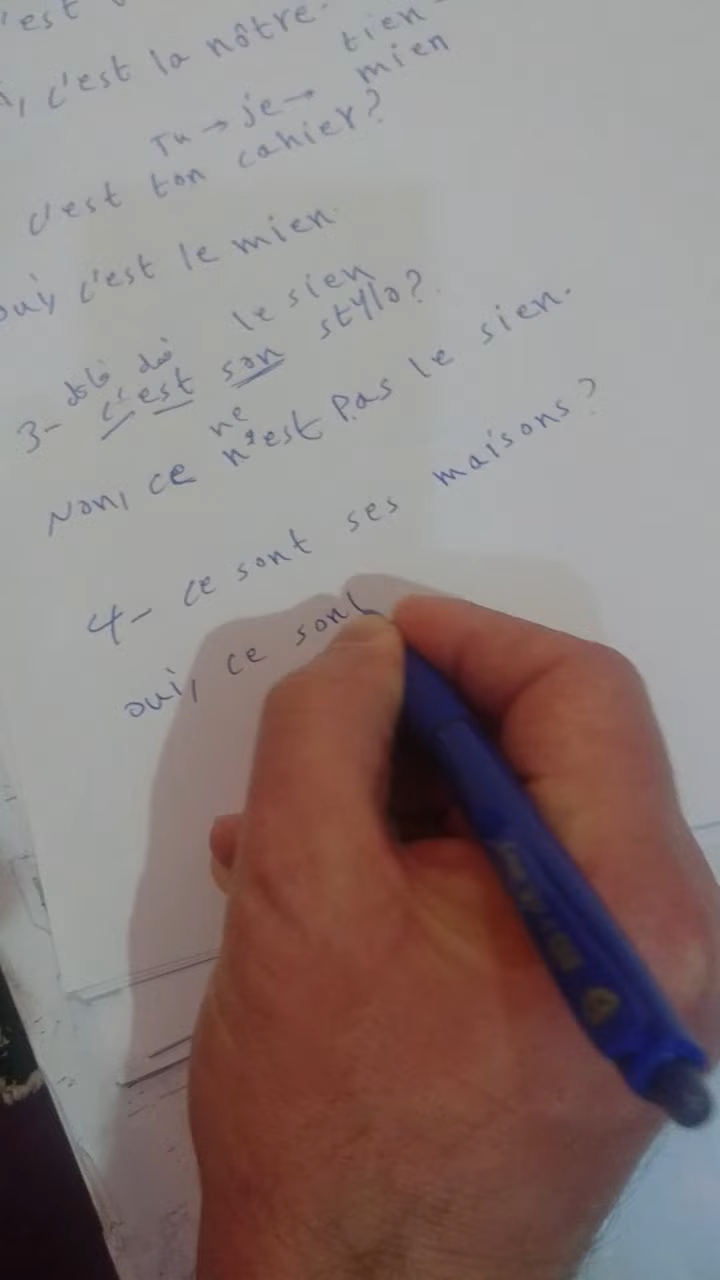 c'est
, c'est la nôtre.
tien
Tu → je → mien
c'est ton cahier?
oui, c'est le mien.
le sien
3- c'est son stylo?
ne
Non, ce n'est pas le sien.
4- ce sont ses maisons?
oui, ce sont